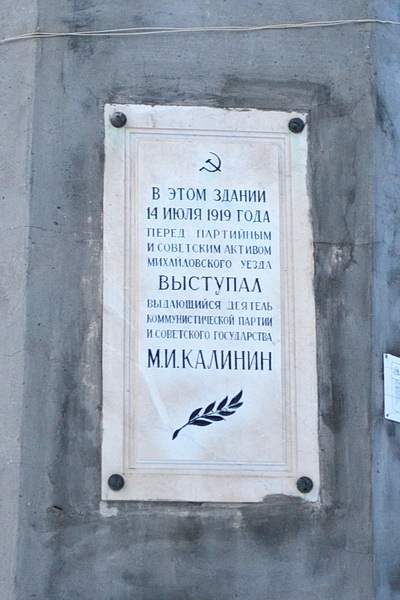 В ЭТОМ ЗДАНИИ
14 ИЮЛЯ 1919 ГОДА
ПЕРЕД ПАРТИЙНЫМ
И СОВЕТСКИМ АКТИВОМ
МИХАЙЛОВСКОГО УЕЗДА
ВЫСТУПАЛ
ВЫДАЮЩИЙСЯ ДЕЯТЕЛЬ
КОММУНИСТИЧЕСКОЙ ПАРТИИ
И СОВЕТСКОГО ГОСУДАРСТВА
М.И.КАЛИНИН